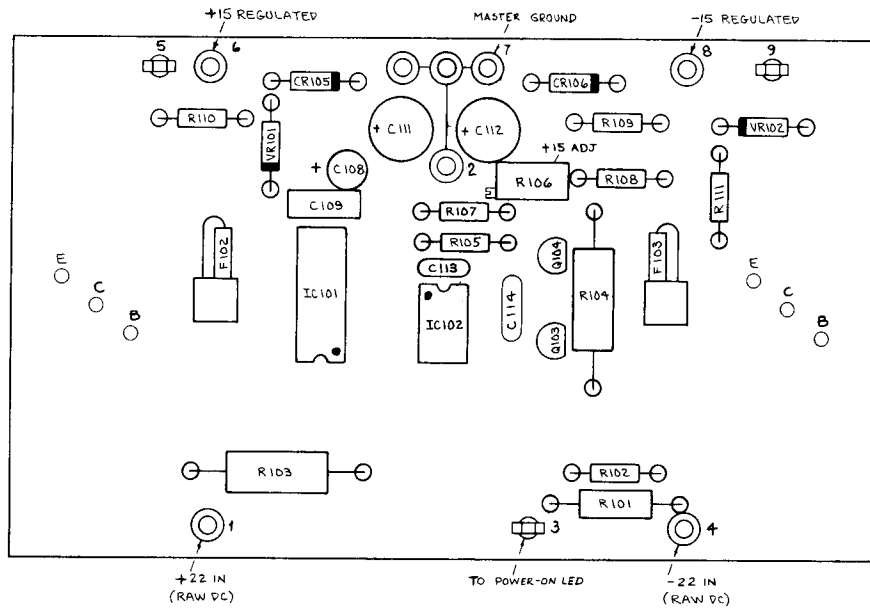 +15 REGULATED
MASTER GROUND
-15 REGULATED
5
6
7
8
9
CR105
CR106
R110
VR101
+ C111
+ C112
R109
VR102
+15 ADJ
+ C108
2
R106
R108
R111
C109
R107
R105
F102
Q104
F103
E
C
B
IC101
C113
IC102
C114
R104
Q103
E
C
B
R103
R102
R101
1
3
4
+22 IN
(RAW DC)
TO POWER-ON LED
-22 IN
(RAW DC)